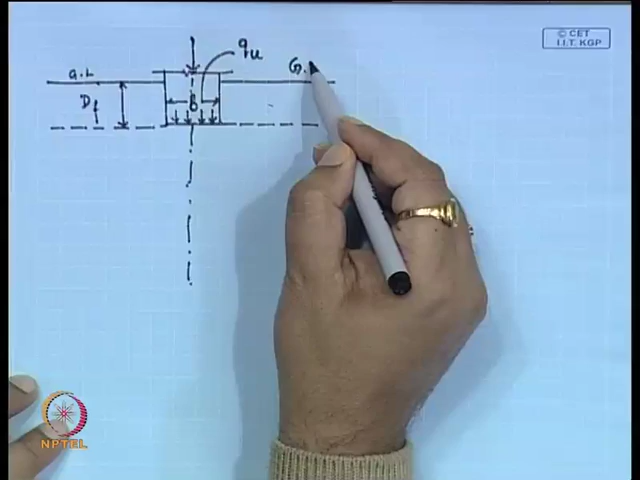 © CET
I.I.T. KGP
qu
G.
G.L
Df
B
NPTEL